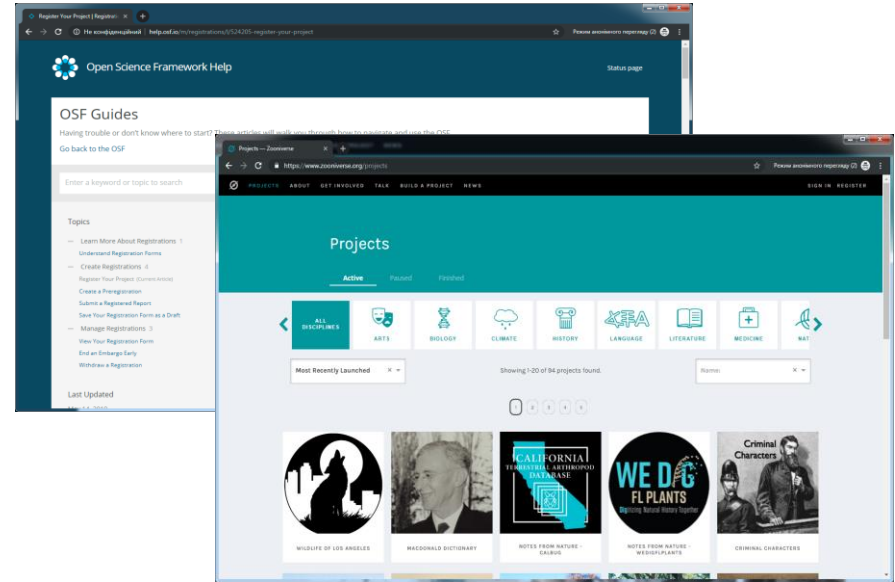 Register Your Project | Registrati
Не конфіденційний | help.osf.io/m/registrations/l/524205-register-your-project
Режим анонімного перегляду (2)
Open Science Framework Help
Status page
OSF Guides
Having trouble or don't know where to start? These articles will walk you through how to navigate and use the OSF.
Go back to the OSF
Enter a keyword or topic to search
Topics
Learn More About Registrations 1
Understand Registration Forms
Create Registrations 4
Register Your Project (Current Article)
Create a Preregistration
Submit a Registered Report
Save Your Registration Form as a Draft
Manage Registrations 3
View Your Registration Form
End an Embargo Early
Withdraw a Registration
Last Updated
Projects — Zooniverse
https://www.zooniverse.org/projects
Режим анонімного перегляду (2)
PROJECTS ABOUT GET INVOLVED TALK BUILD A PROJECT NEWS
SIGN IN REGISTER
Projects
Active Paused Finished
ALL DISCIPLINES
ARTS
BIOLOGY
CLIMATE
HISTORY
LANGUAGE
LITERATURE
MEDICINE
NAT
Most Recently Launched
Showing 1-20 of 94 projects found.
Name:
1 2 3 4 5
CALIFORNIA
TERRESTRIAL ARTHROPOD
DATABASE
WE DIG
FL PLANTS
Digitizing Natural History Together
Criminal
Characters
WILDLIFE OF LOS ANGELES
MACDONALD DICTIONARY
NOTES FROM NATURE - CALBUG
NOTES FROM NATURE - WEDIGFLPLANTS
CRIMINAL CHARACTERS